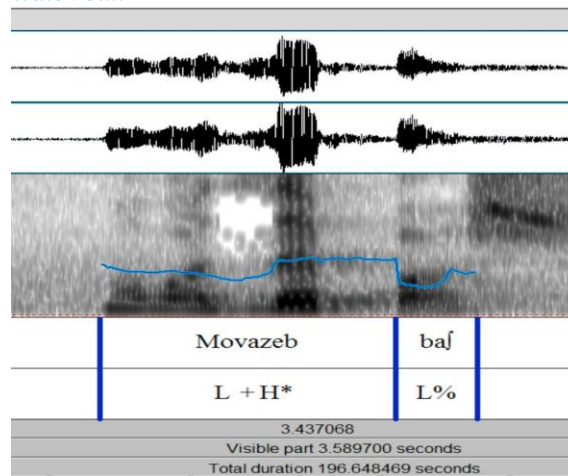 Movazeb baʃ
L +H* L%
3.437068
Visible part 3.589700 seconds
Total duration 196.648469 seconds